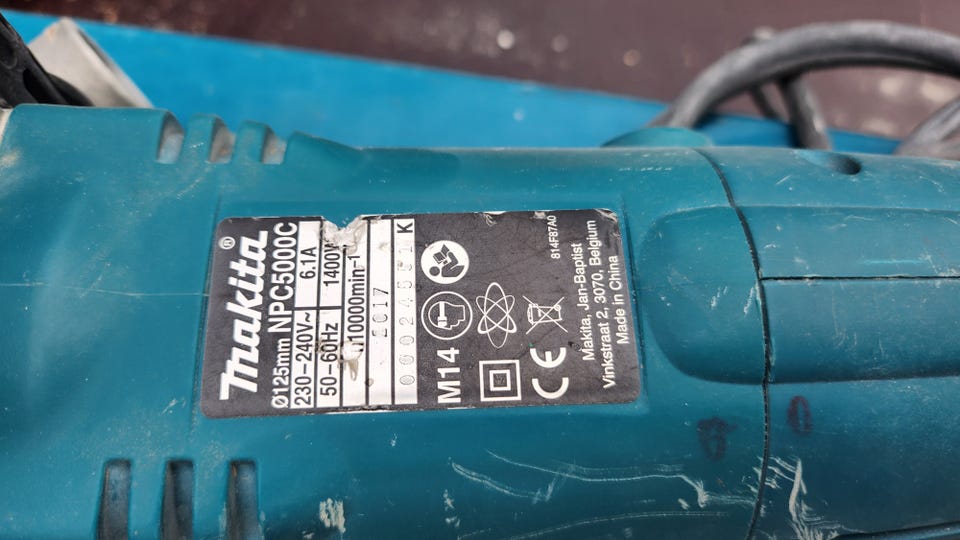 makita®
ø125mm NPC5000C
230-240V~ 6.1A
50-60Hz 1400W
10000min⁻¹
2017
K
M14
CE
814F87A0
Makita, Jan-Baptist
Vinkstraat 2, 3070, Belgium
Made in China